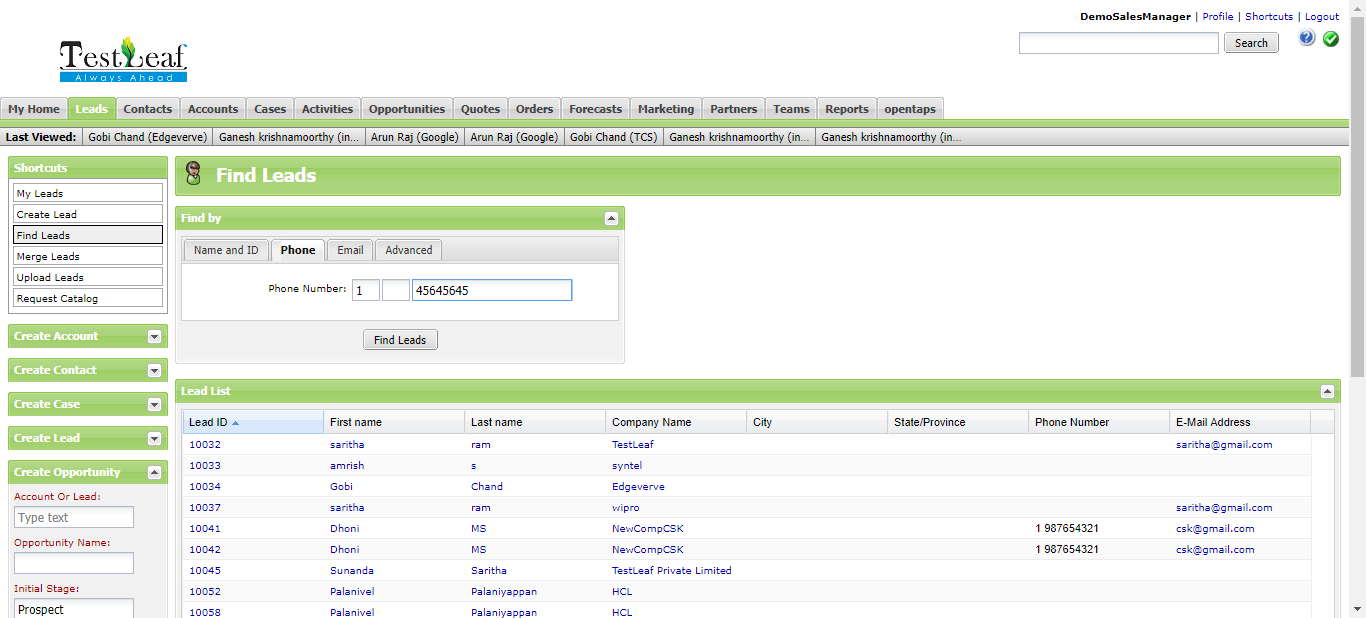 DemoSalesManager | Profile | Shortcuts | Logout
Search
TestLeaf
Always Ahead
My Home Leads Contacts Accounts Cases Activities Opportunities Quotes Orders Forecasts Marketing Partners Teams Reports opentaps
Last Viewed: Gobi Chand (Edgeverve) Ganesh krishnamoorthy (in... Arun Raj (Google) Arun Raj (Google) Gobi Chand (TCS) Ganesh krishnamoorthy (in... Ganesh krishnamoorthy (in...
Shortcuts
My Leads
Create Lead
Find Leads
Merge Leads
Upload Leads
Request Catalog
Create Account
Create Contact
Create Case
Create Lead
Create Opportunity
Account Or Lead:
Type text
Opportunity Name:
Initial Stage:
Prospect
Find Leads
Find by
Name and ID Phone Email Advanced
Phone Number: 1 45645645
Find Leads
Lead List
Lead ID First name Last name Company Name City State/Province Phone Number E-Mail Address
10032 saritha ram TestLeaf saritha@gmail.com
10033 amrish s syntel
10034 Gobi Chand Edgeverve
10037 saritha ram wipro saritha@gmail.com
10041 Dhoni MS NewCompCSK 1 987654321 csk@gmail.com
10042 Dhoni MS NewCompCSK 1 987654321 csk@gmail.com
10045 Sunanda Saritha TestLeaf Private Limited
10052 Palanivel Palaniyappan HCL
10058 Palanivel Palaniyappan HCL